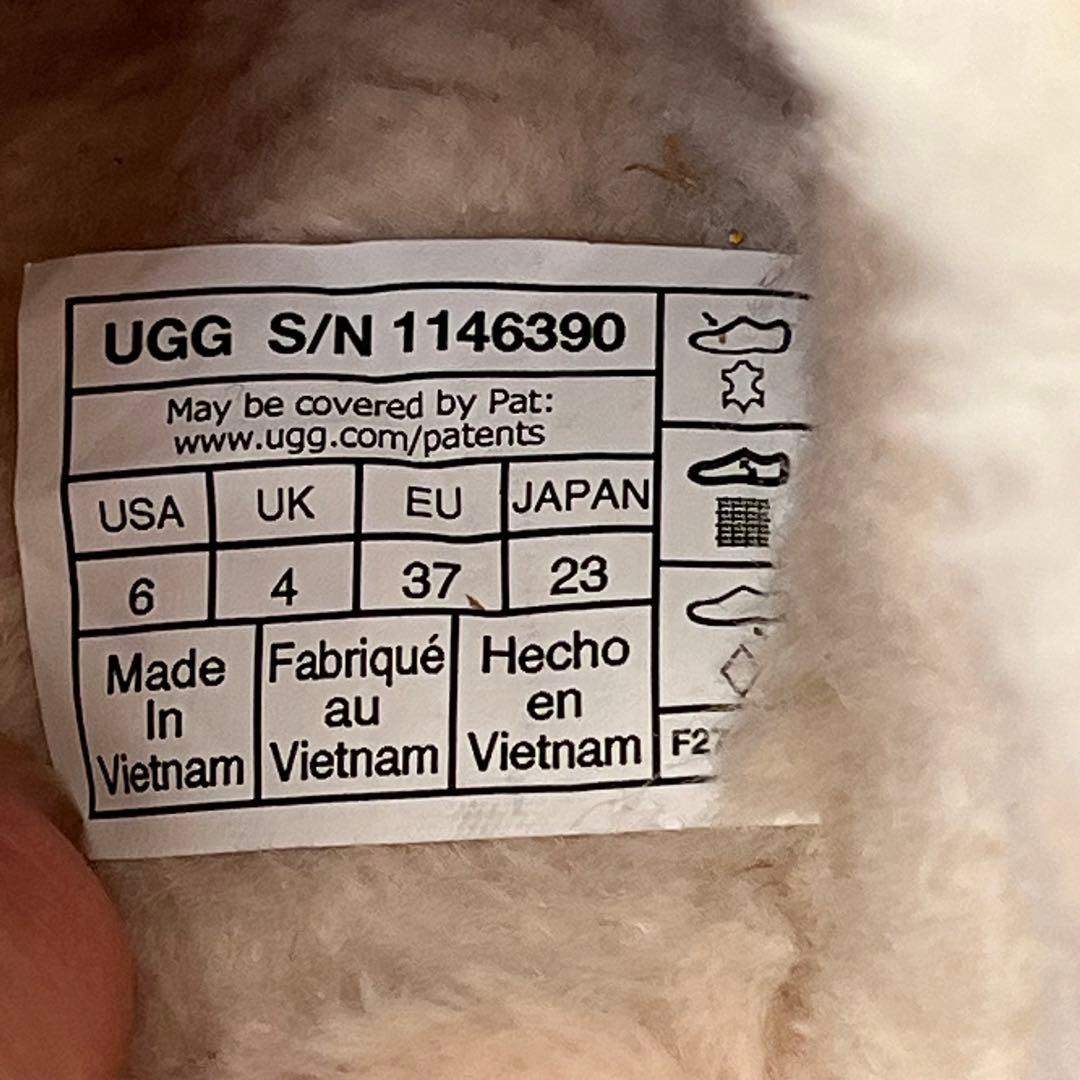 UGG S/N 1146390
May be covered by Pat:
www.ugg.com/patents
USA UK EU JAPAN
6 4 37 23
Made
In
Vietnam
Fabriqué
au
Vietnam
Hecho
en
Vietnam